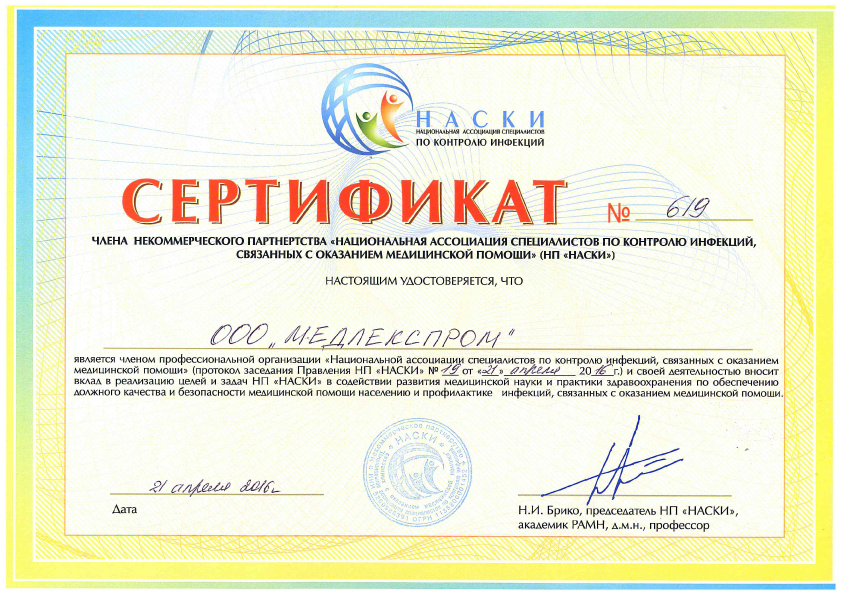 НАСКИ
НАЦИОНАЛЬНАЯ АССОЦИАЦИЯ СПЕЦИАЛИСТОВ
ПО КОНТРОЛЮ ИНФЕКЦИЙ
СЕРТИФИКАТ № 619
ЧЛЕНА НЕКОММЕРЧЕСКОГО ПАРТНЕРТСТВА «НАЦИОНАЛЬНАЯ АССОЦИАЦИЯ СПЕЦИАЛИСТОВ ПО КОНТРОЛЮ ИНФЕКЦИЙ,
СВЯЗАННЫХ С ОКАЗАНИЕМ МЕДИЦИНСКОЙ ПОМОЩИ» (НП «НАСКИ»)
НАСТОЯЩИМ УДОСТОВЕРЯЕТСЯ, ЧТО
ООО „МЕДЛЕКСПРОМ"
является членом профессиональной организации «Национальной ассоциации специалистов по контролю инфекций, связанных с оказанием
медицинской помощи» (протокол заседания Правления НП «НАСКИ» № 19 от «21» апреля 2016 г.) и своей деятельностью вносит
вклад в реализацию целей и задач НП «НАСКИ» в содействии развития медицинской науки и практики здравоохранения по обеспечению
должного качества и безопасности медицинской помощи населению и профилактике инфекций, связанных с оказанием медицинской помощи.
НАСКИ
21 апреля 2016г
Дата
Н.И. Брико, председатель НП «НАСКИ»,
академик РАМН, д.м.н., профессор